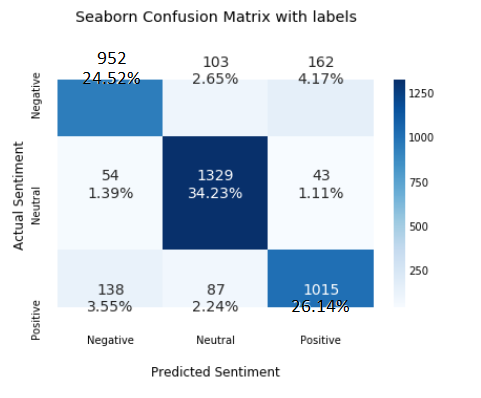 Seaborn Confusion Matrix with labels
952 103 162
24.52% 2.65% 4.17%
Negative
54 1329 43
1.39% 34.23% 1.11%
Neutral
138 87 1015
3.55% 2.24% 26.14%
Positive
Actual Sentiment
Negative Neutral Positive
Predicted Sentiment
1250
1000
750
500
250